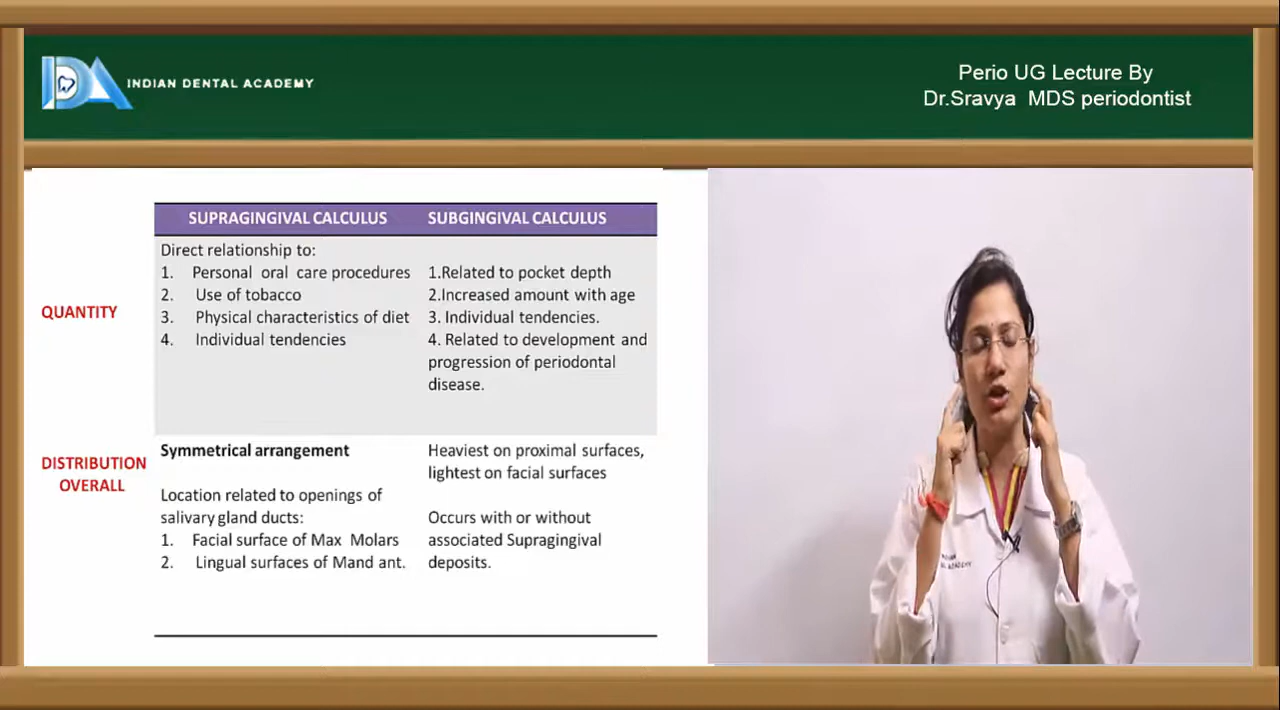 INDIAN DENTAL ACADEMY
Perio UG Lecture By
Dr.Sravya MDS periodontist
SUPRAGINGIVAL CALCULUS
SUBGINGIVAL CALCULUS
QUANTITY
Direct relationship to:
1. Personal oral care procedures
2. Use of tobacco
3. Physical characteristics of diet
4. Individual tendencies
1.Related to pocket depth
2.Increased amount with age
3. Individual tendencies.
4. Related to development and
progression of periodontal
disease.
DISTRIBUTION
OVERALL
Symmetrical arrangement
Location related to openings of
salivary gland ducts:
1. Facial surface of Max Molars
2. Lingual surfaces of Mand ant.
Heaviest on proximal surfaces,
lightest on facial surfaces
Occurs with or without
associated Supragingival
deposits.